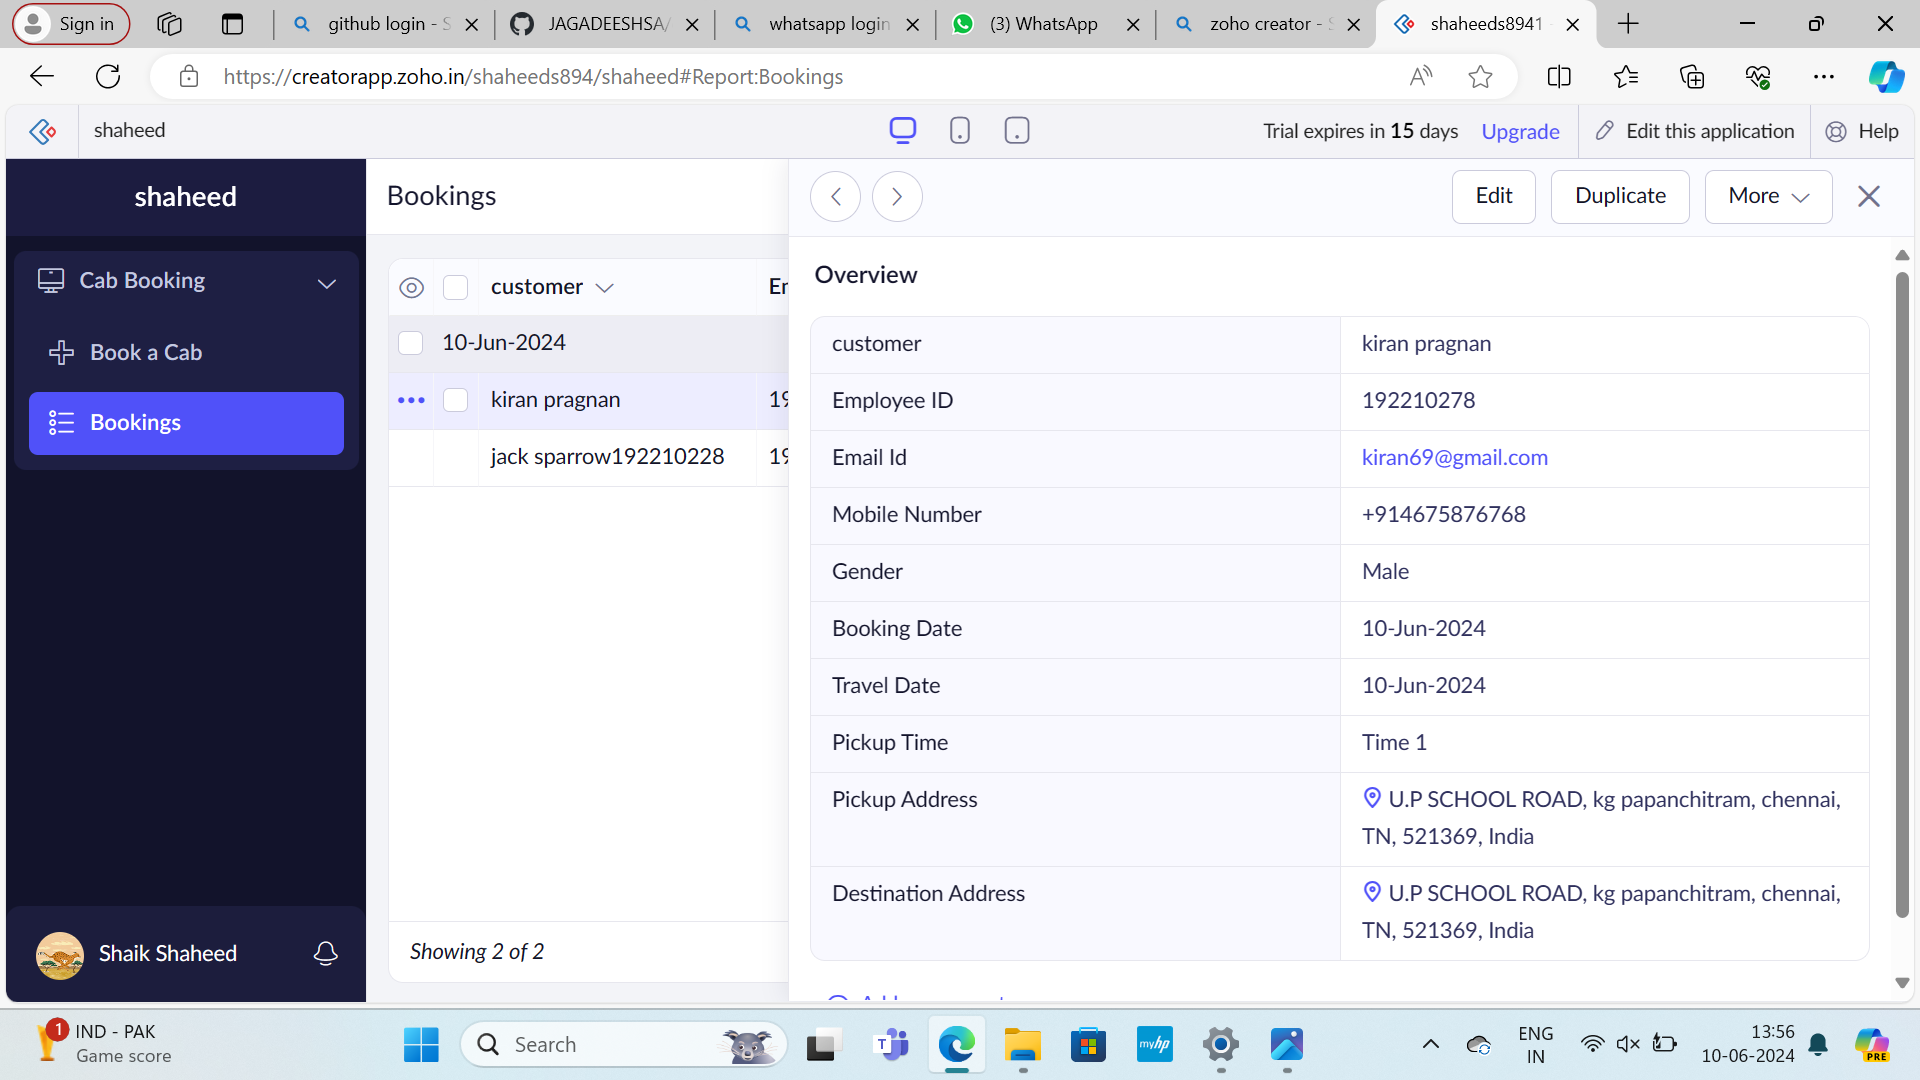 Sign in
github login - S
JAGADEESHSA/
whatsapp login
(3) WhatsApp
zoho creator - S
shaheeds8941
https://creatorapp.zoho.in/shaheeds894/shaheed#Report:Bookings
shaheed
Trial expires in 15 days
Upgrade
Edit this application
Help
shaheed
Cab Booking
Book a Cab
Bookings
Shaik Shaheed
Bookings
customer
10-Jun-2024
kiran pragnan
jack sparrow192210228
Showing 2 of 2
Edit
Duplicate
More
Overview
customer
kiran pragnan
Employee ID
192210278
Email Id
kiran69@gmail.com
Mobile Number
+914675876768
Gender
Male
Booking Date
10-Jun-2024
Travel Date
10-Jun-2024
Pickup Time
Time 1
Pickup Address
U.P SCHOOL ROAD, kg papanchitram, chennai,
TN, 521369, India
Destination Address
U.P SCHOOL ROAD, kg papanchitram, chennai,
TN, 521369, India
1
IND - PAK
Game score
Search
T
myhp
ENG
IN
13:56
10-06-2024
PRE